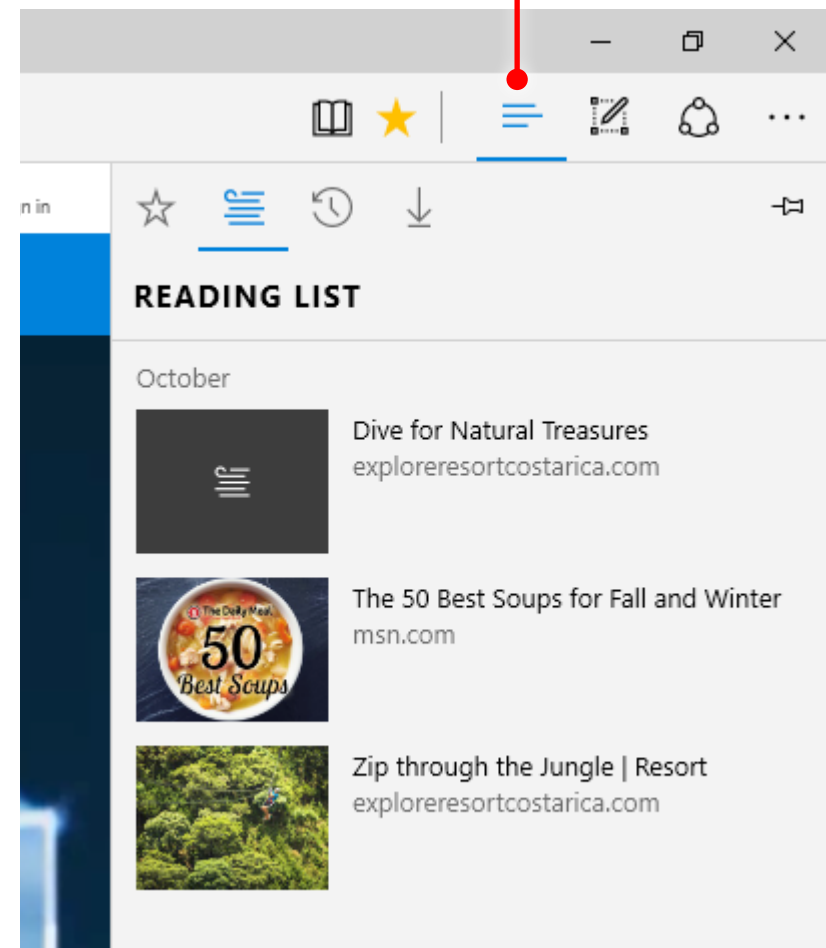 n in
READING LIST
October
Dive for Natural Treasures
exploreresortcostarica.com
The Daily Meal
50
Best Soups
The 50 Best Soups for Fall and Winter
msn.com
Zip through the Jungle | Resort
exploreresortcostarica.com